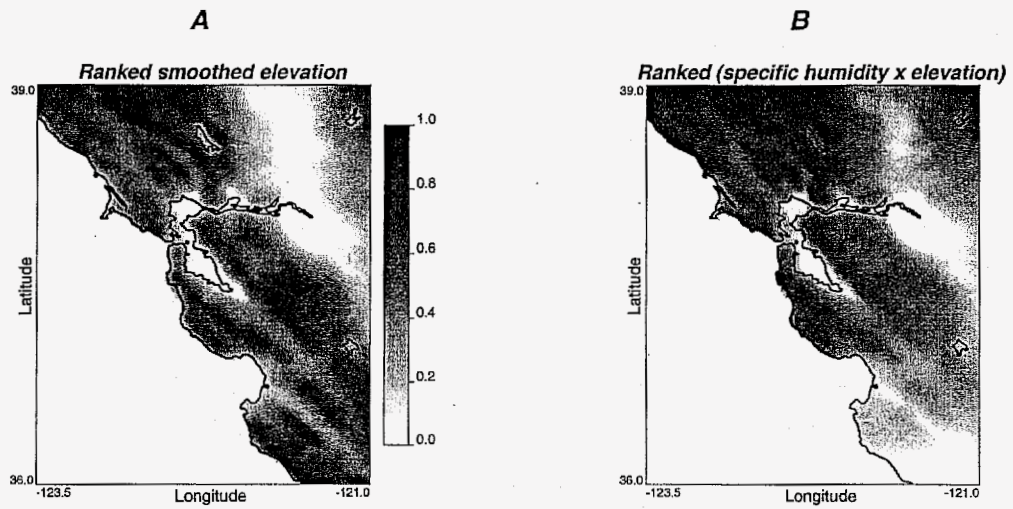 A
Ranked smoothed elevation
39.0
1.0
0.8
0.6
0.4
0.2
0.0
Latitude
36.0
-123.5
Longitude
-121.0
B
Ranked (specific humidity x elevation)
39.0
Latitude
36.0
-123.5
Longitude
-121.0